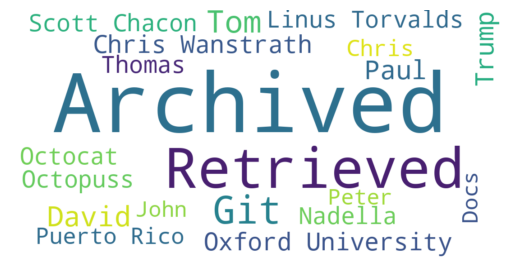 Scott Chacon
Tom
Linus Torvalds
Trump
Chris Wanstrath
Chris
Thomas
Paul
Archived
Octocat
Retrieved
Octopuss
Docs
Peter
David
John
Git
Nadella
Puerto Rico
Oxford University